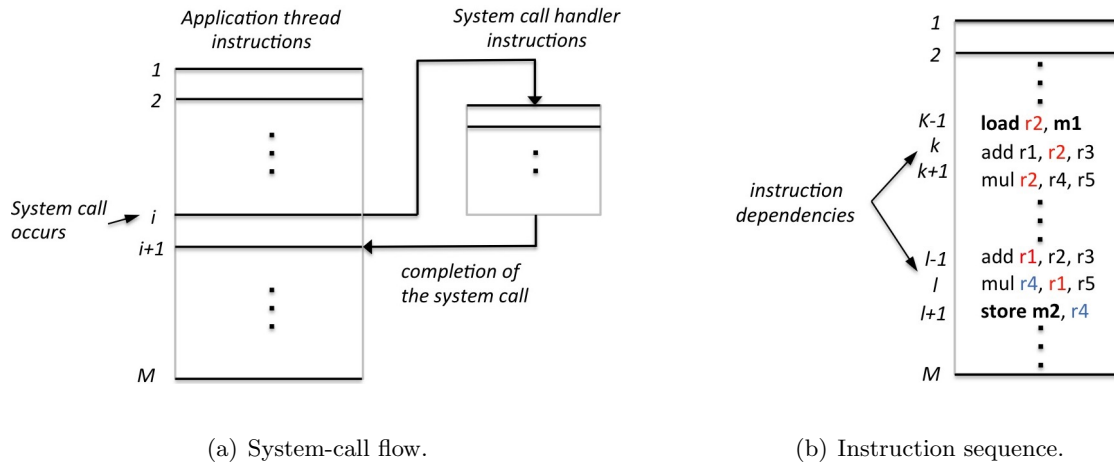 Application thread
instructions
System call handler
instructions
1
2
System call
occurs
i
i+1
completion of
the system call
M
(a) System-call flow.
1
2
K-1 load r2, m1
k add r1, r2, r3
k+1 mul r2, r4, r5
instruction
dependencies
l-1 add r1, r2, r3
l mul r4, r1, r5
l+1 store m2, r4
M
(b) Instruction sequence.